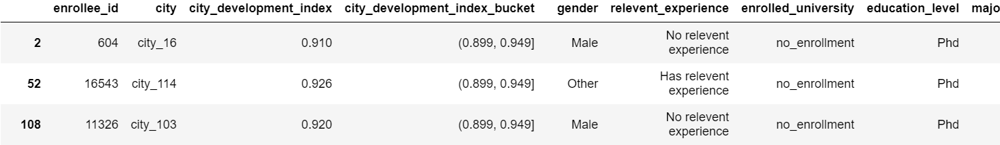 enrollee_id city city_development_index city_development_index_bucket gender relevent_experience enrolled_university education_level majo
2 604 city_16 0.910 (0.899, 0.949] Male No relevent experience no_enrollment Phd
52 16543 city_114 0.926 (0.899, 0.949] Other Has relevent experience no_enrollment Phd
108 11326 city_103 0.920 (0.899, 0.949] Male No relevent experience no_enrollment Phd